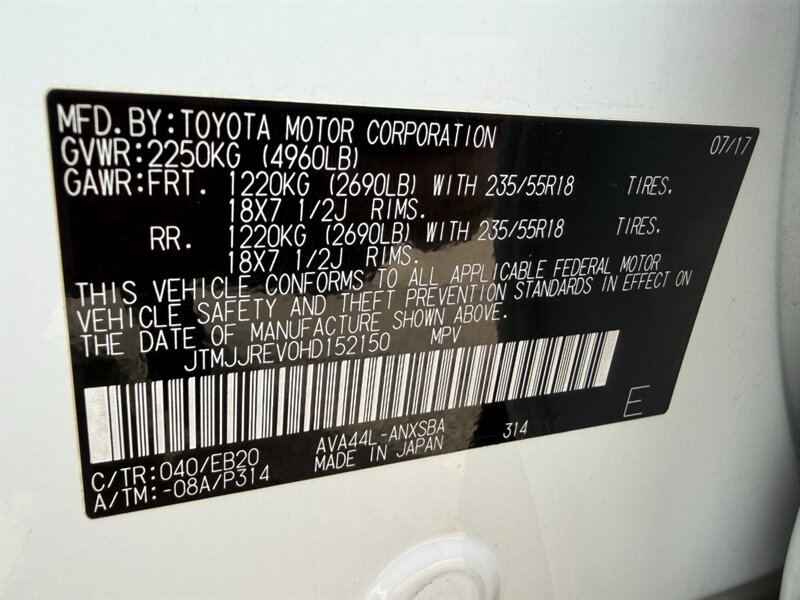 MFD.BY:TOYOTA MOTOR CORPORATION 07/17
GVWR:2250KG (4960LB)
GAWR:FRT. 1220KG (2690LB) WITH 235/55R18 TIRES.
18X7 1/2J RIMS.
RR. 1220KG (2690LB) WITH 235/55R18 TIRES.
18X7 1/2J RIMS.
THIS VEHICLE CONFORMS TO ALL APPLICABLE FEDERAL MOTOR
VEHICLE SAFETY AND THEFT PREVENTION STANDARDS IN EFFECT ON
THE DATE OF MANUFACTURE SHOWN ABOVE.
JTMJJREV0HD152150 MPV
E
C/TR:040/EB20 AVA44L-ANXSBA 314
A/TM:-08A/P314 MADE IN JAPAN